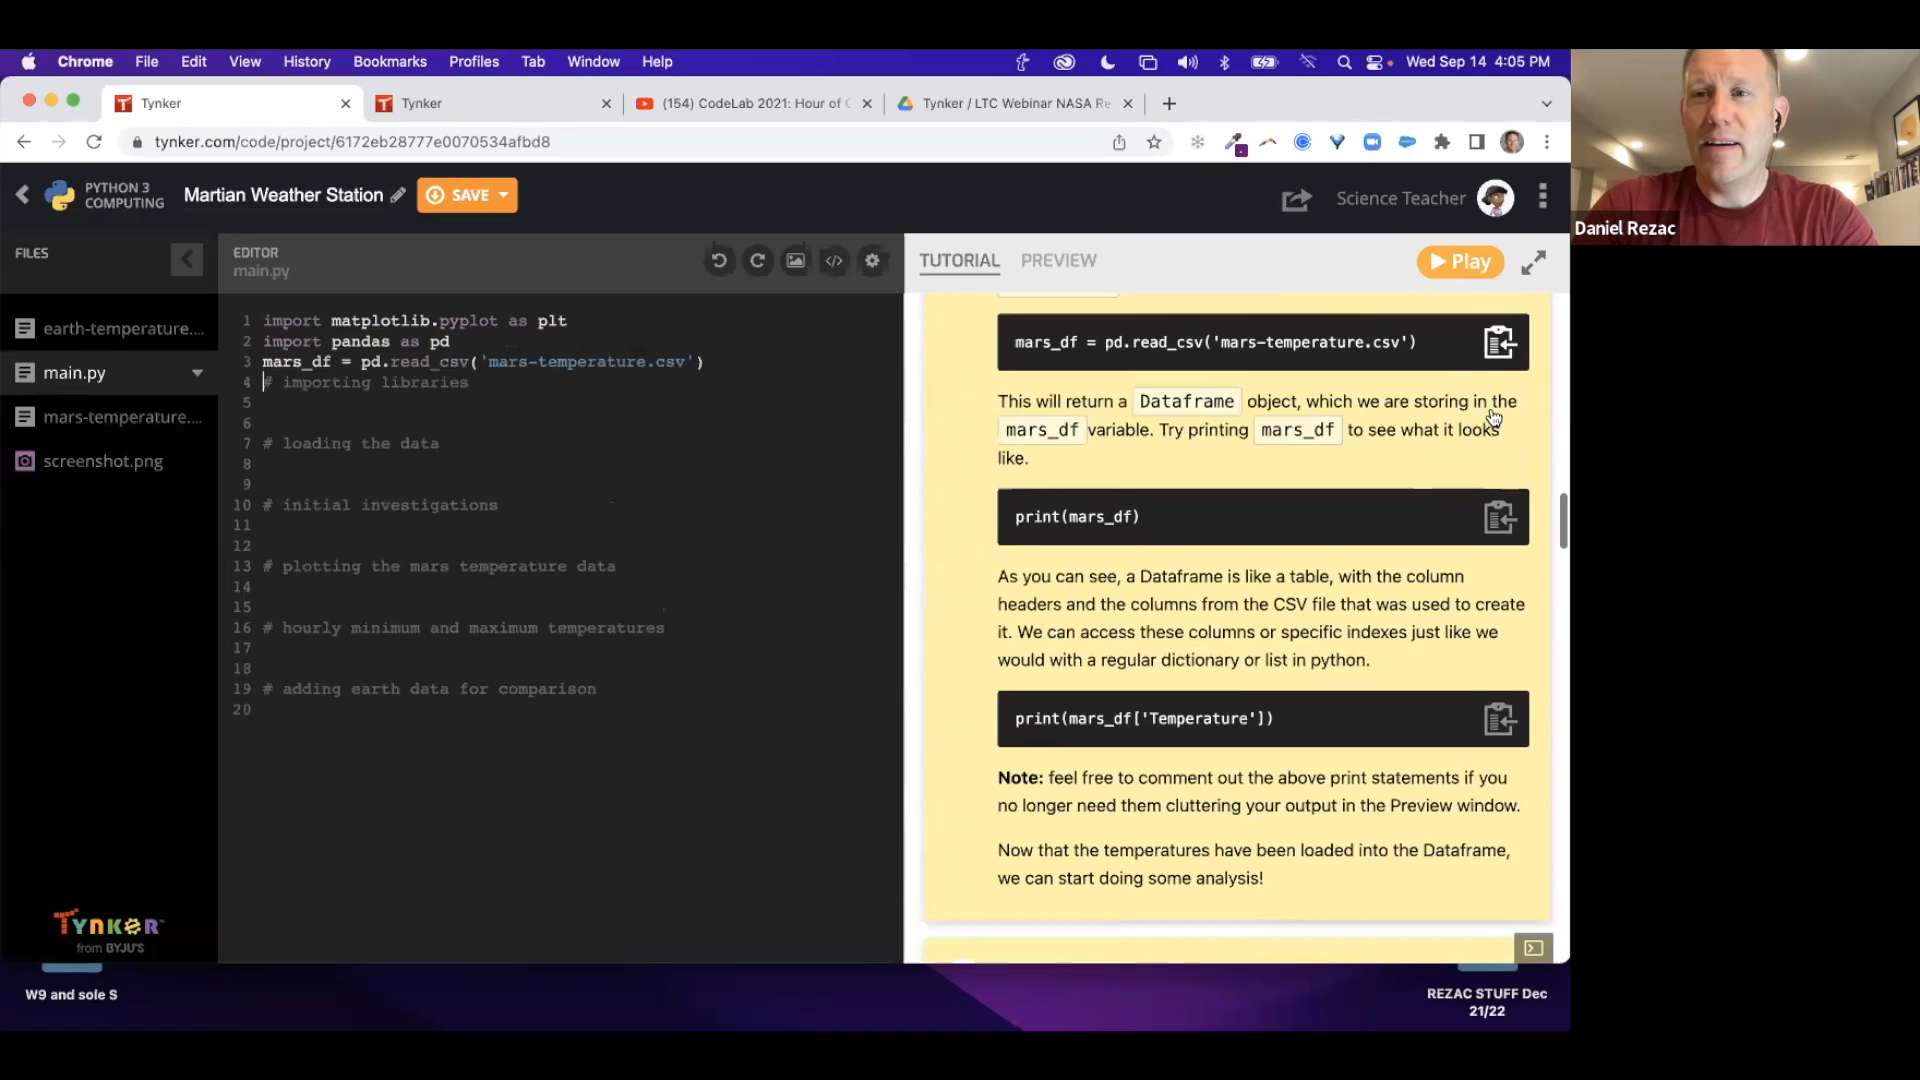 Chrome File Edit View History Bookmarks Profiles Tab Window Help
Wed Sep 14 4:05 PM
Tynker
Tynker
(154) CodeLab 2021: Hour of
Tynker / LTC Webinar NASA Re
tynker.com/code/project/6172eb28777e0070534afbd8
PYTHON 3
COMPUTING
Martian Weather Station
SAVE
Science Teacher
Daniel Rezac
FILES
earth-temperature....
main.py
mars-temperature....
screenshot.png
TYNKER
from BYJU'S
EDITOR
main.py
1 import matplotlib.pyplot as plt
2 import pandas as pd
3 mars_df = pd.read_csv('mars-temperature.csv')
4 # importing libraries
5
6
7 # loading the data
8
9
10 # initial investigations
11
12
13 # plotting the mars temperature data
14
15
16 # hourly minimum and maximum temperatures
17
18
19 # adding earth data for comparison
20
TUTORIAL PREVIEW
Play
mars_df = pd.read_csv('mars-temperature.csv')
This will return a Dataframe object, which we are storing in the
mars_df variable. Try printing mars_df to see what it looks
like.
print(mars_df)
As you can see, a Dataframe is like a table, with the column
headers and the columns from the CSV file that was used to create
it. We can access these columns or specific indexes just like we
would with a regular dictionary or list in python.
print(mars_df['Temperature'])
Note: feel free to comment out the above print statements if you
no longer need them cluttering your output in the Preview window.
Now that the temperatures have been loaded into the Dataframe,
we can start doing some analysis!
W9 and sole S
REZAC STUFF Dec
21/22